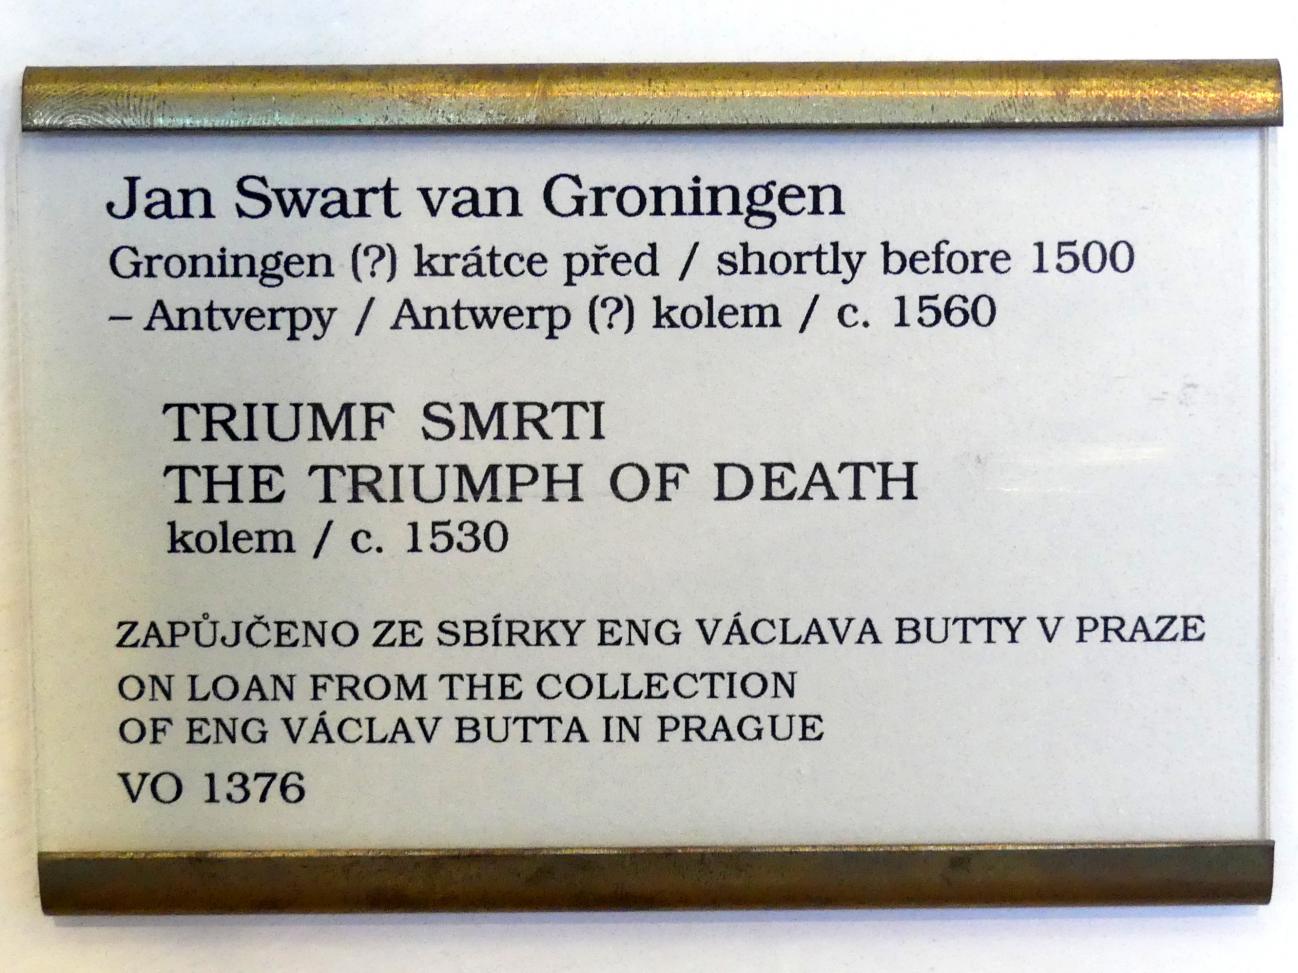 Jan Swart van Groningen
Groningen (?) krátce před / shortly before 1500
– Antverpy / Antwerp (?) kolem / c. 1560
TRIUMF SMRTI
THE TRIUMPH OF DEATH
kolem / c. 1530
ZAPŮJČENO ZE SBÍRKY ENG VÁCLAVA BUTTY V PRAZE
ON LOAN FROM THE COLLECTION
OF ENG VÁCLAV BUTTA IN PRAGUE
VO 1376